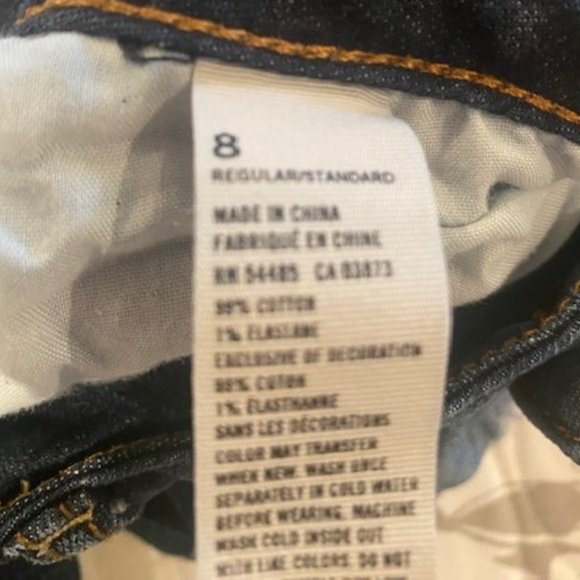 8
REGULAR/STANDARD
MADE IN CHINA
FABRIQUÉ EN CHINE
RN 54485 CA 03873
99% COTTON
1% ELASTANE
EXCLUSIVE OF DECORATION
COTON
1% ELASTHANNE
SANS LES DÉCORATIONS
COLOR MAY TRANSFER
WHEN NEW. WASH ONCE
SEPARATELY IN COLD WATER
BEFORE WEARING. MACHINE
WASH COLD INSIDE OUT
WITH LIKE COLORS. DO NOT